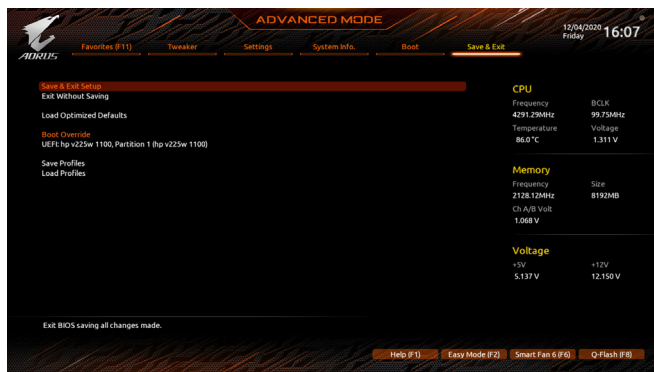 ADVANCED MODE
12/04/2020
Friday
16:07
AORUS
Favorites (F11) Tweaker Settings System Info. Boot Save & Exit
Save & Exit Setup
Exit Without Saving
Load Optimized Defaults
Boot Override
UEFI: hp v225w 1100, Partition 1 (hp v225w 1100)
Save Profiles
Load Profiles
CPU
Frequency BCLK
4291.29MHz 99.75MHz
Temperature Voltage
86.0 °C 1.311 V
Memory
Frequency Size
2128.12MHz 8192MB
Ch A/B Volt
1.068 V
Voltage
+5V +12V
5.137 V 12.150 V
Exit BIOS saving all changes made.
Help (F1) Easy Mode (F2) Smart Fan 6 (F6) Q-Flash (F8)